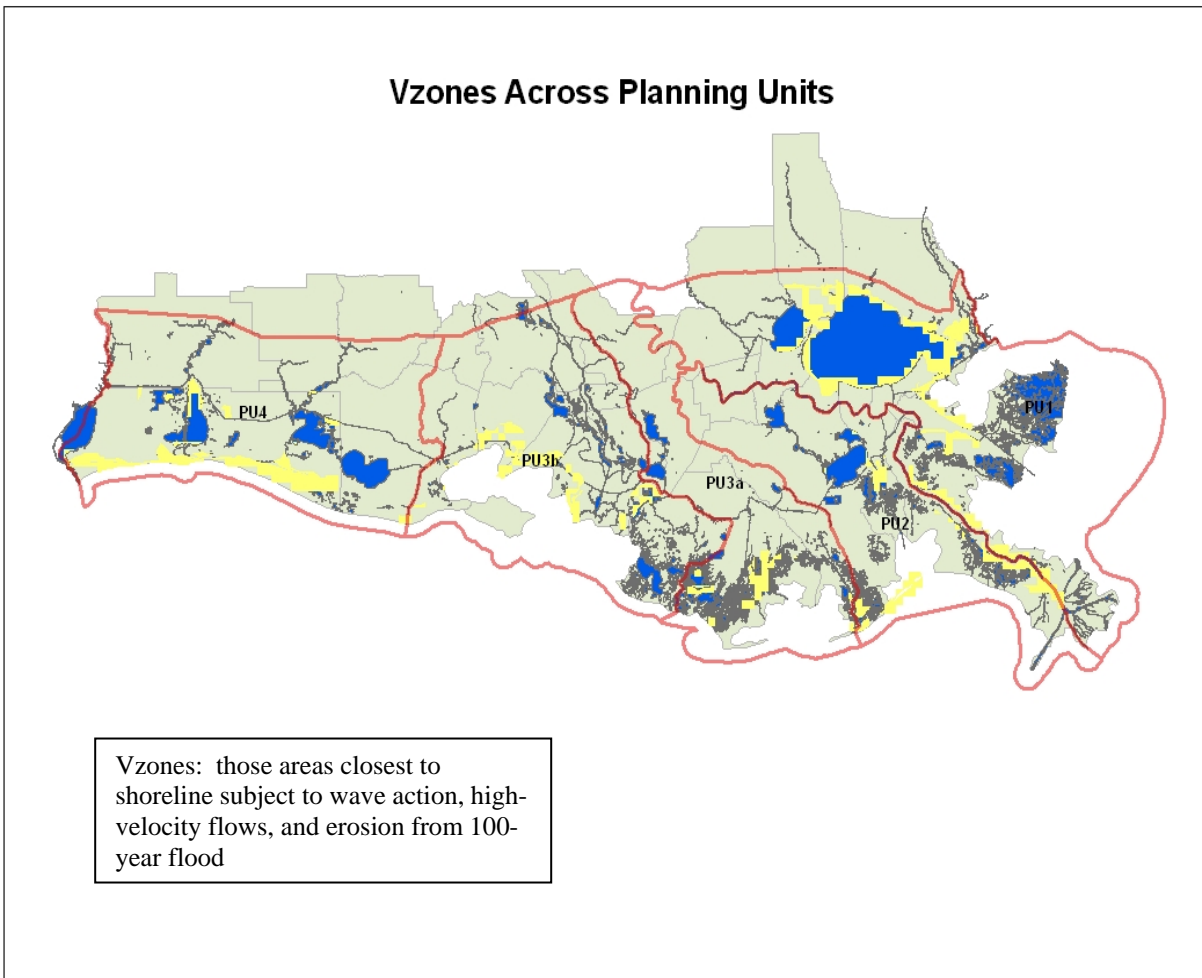 Vzones Across Planning Units
PU1
PU4
PU3b
PU3a
PU2
Vzones: those areas closest to
shoreline subject to wave action, high-
velocity flows, and erosion from 100-
year flood